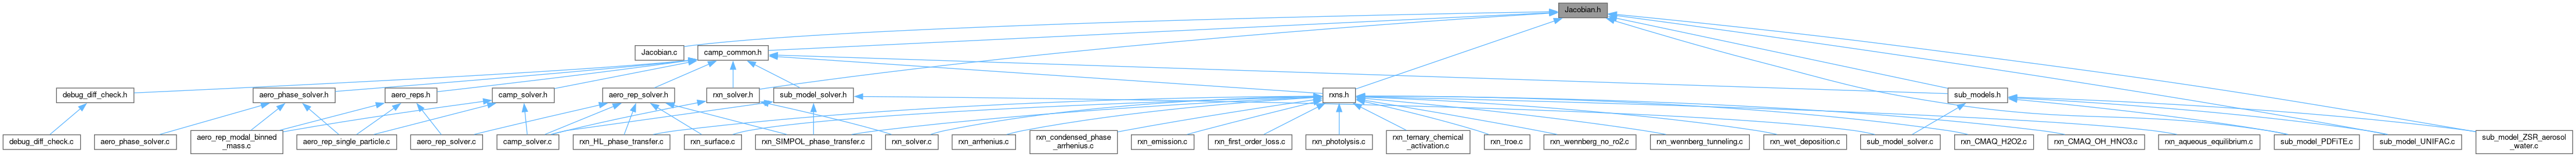 Jacobian.h
Jacobian.c
camp_common.h
debug_diff_check.h
aero_phase_solver.h
aero_reps.h
camp_solver.h
aero_rep_solver.h
rxn_solver.h
sub_model_solver.h
rxns.h
sub_models.h
debug_diff_check.c
aero_phase_solver.c
aero_rep_modal_binned
_mass.c
aero_rep_single_particle.c
aero_rep_solver.c
camp_solver.c
rxn_HL_phase_transfer.c
rxn_surface.c
rxn_SIMPOL_phase_transfer.c
rxn_solver.c
rxn_arrhenius.c
rxn_condensed_phase
_arrhenius.c
rxn_emission.c
rxn_first_order_loss.c
rxn_photolysis.c
rxn_ternary_chemical
_activation.c
rxn_troe.c
rxn_wennberg_no_ro2.c
rxn_wennberg_tunneling.c
rxn_wet_deposition.c
sub_model_solver.c
rxn_CMAQ_H2O2.c
rxn_CMAQ_OH_HNO3.c
rxn_aqueous_equilibrium.c
sub_model_PDFiTE.c
sub_model_UNIFAC.c
sub_model_ZSR_aerosol
_water.c